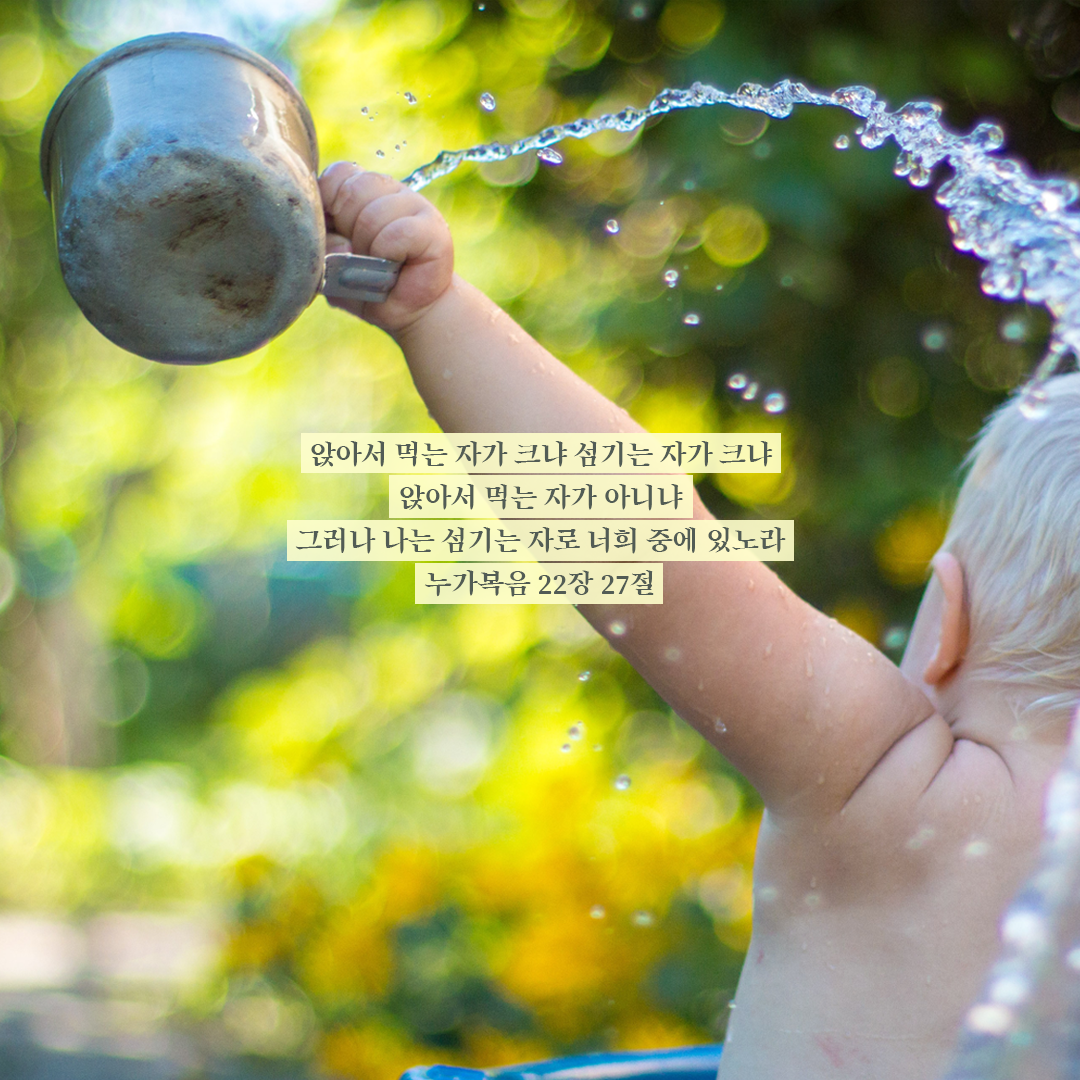 앉아서 먹는 자가 크냐 섬기는 자가 크냐
앉아서 먹는 자가 아니냐
그러나 나는 섬기는 자로 너희 중에 있노라
누가복음 22장 27절